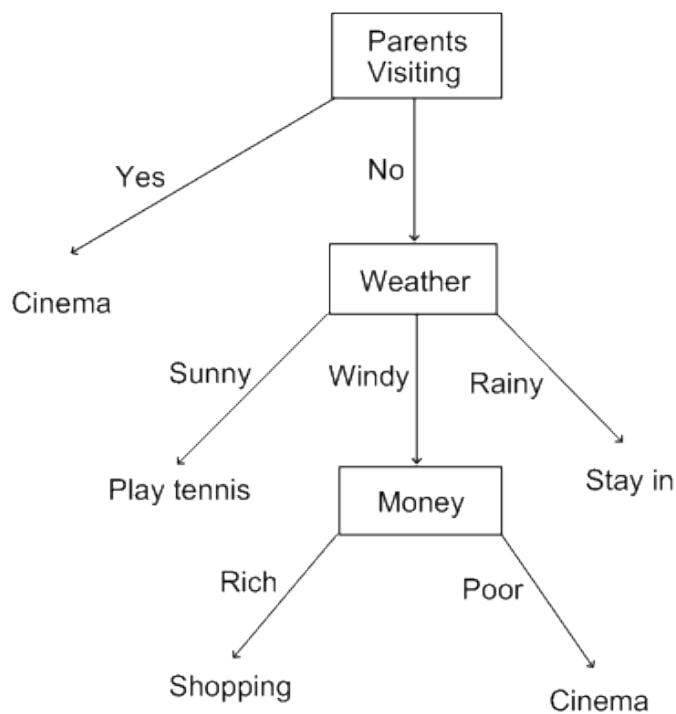 Parents
Visiting
Yes
No
Cinema
Weather
Sunny
Windy
Rainy
Play tennis
Money
Stay in
Rich
Poor
Shopping
Cinema